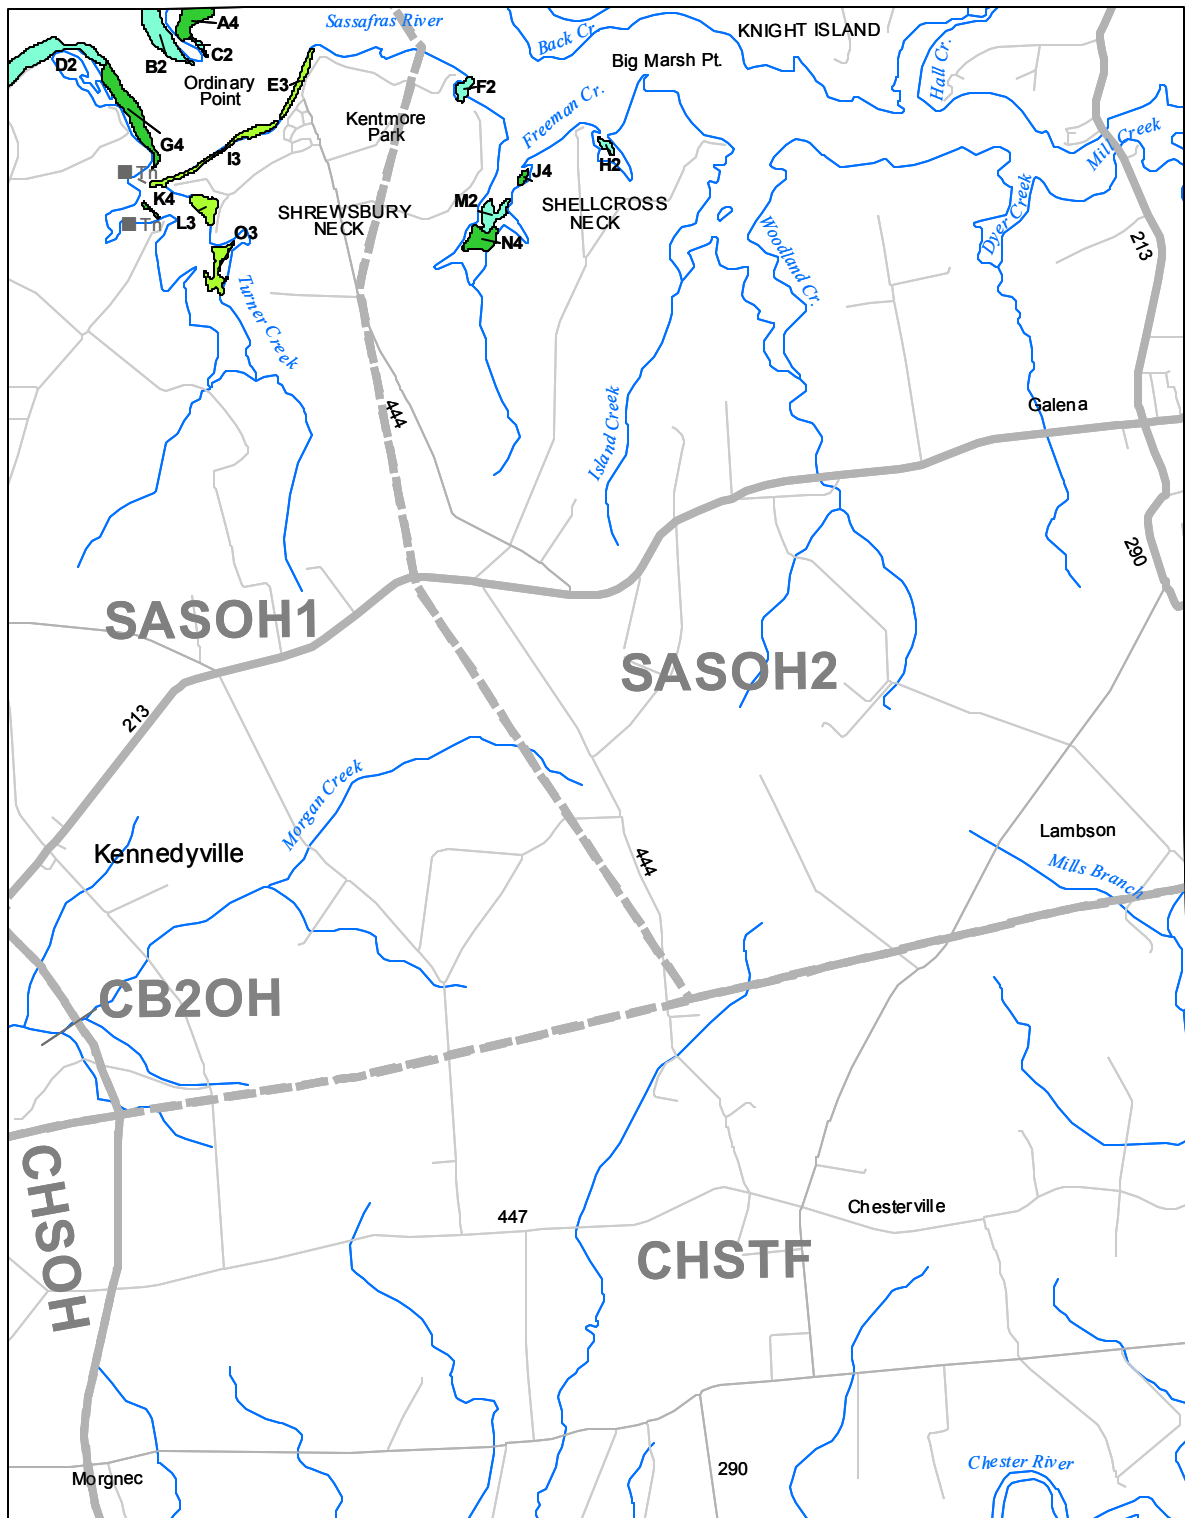 Sassafras River
A4
C2
B2
D2
Ordinary
Point
E3
G4
I3
Th
K4
L3
Th
O3
Turner Creek
Kentmore
Park
SHREWSBURY
NECK
F2
Back Cr.
KNIGHT ISLAND
Big Marsh Pt.
Hall Cr.
Freeman Cr.
H2
J4
M2
N4
SHELLCROSS
NECK
Mill Creek
Dyer Creek
Woodland Cr.
213
Island Creek
444
Galena
290
SASOH1
SASOH2
213
Morgan Creek
Kennedyville
444
Lambson
Mills Branch
CB2OH
CHSOH
447
Chesterville
CHSTF
Morgnec
290
Chester River